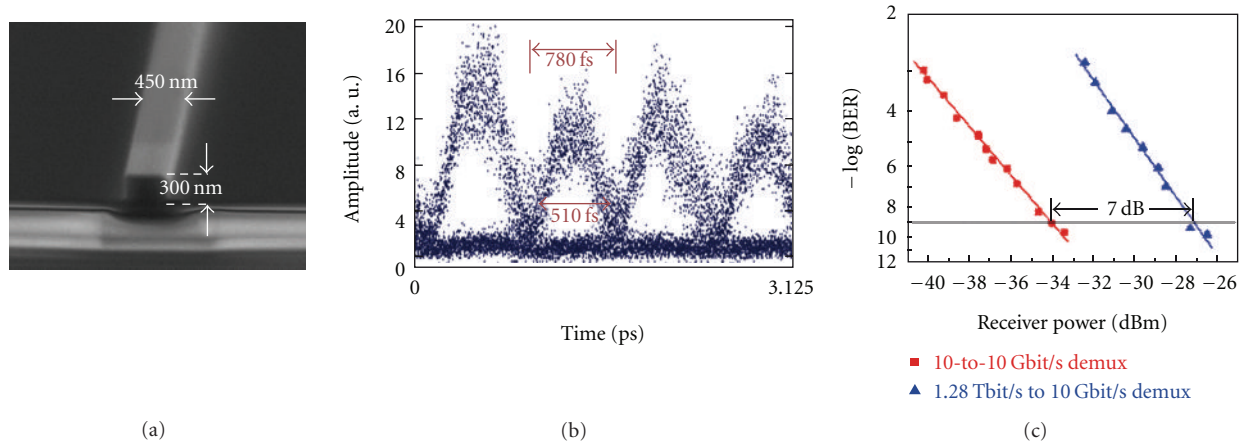 450 nm
300 nm
(a)
20
16
12
8
4
0
Amplitude (a. u.)
780 fs
510 fs
0
3.125
Time (ps)
(b)
2
4
6
8
10
12
− log (BER)
7 dB
−40 −38 −36 −34 −32 −30 −28 −26
Receiver power (dBm)
10-to-10 Gbit/s demux
1.28 Tbit/s to 10 Gbit/s demux
(c)